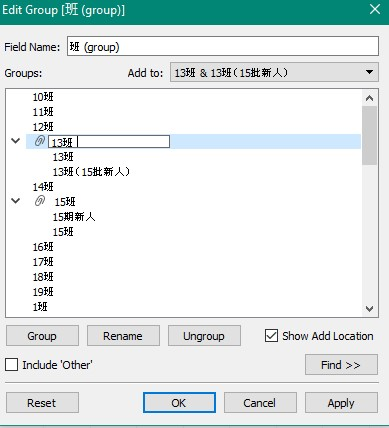 Edit Group [班 (group)]
Field Name: 班 (group)
Groups: Add to: 13班 & 13班(15批新人)
10班
11班
12班
13班
13班
13班(15批新人)
14班
15班
15期新人
15班
16班
17班
18班
19班
1班
Group Rename Ungroup Show Add Location
Include 'Other' Find >>
Reset OK Cancel Apply